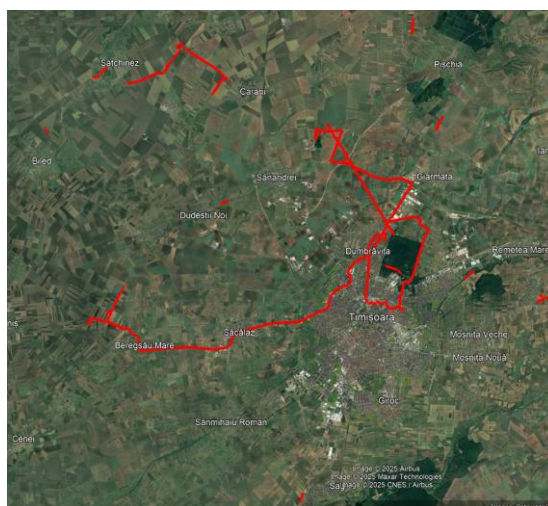 Satchinez
Pischia
Carani
Biled
Sânandrei
Giarmata
Dudeștii Noi
Dumbrăvița
Remetea Mare
Timișoara
Moșnița Veche
Beregsău Mare
Săcălaz
Moșnița Nouă
Giroc
Sânmihaiu Român
Cenei
Image © 2025 Airbus
Image © 2025 Maxar Technologies
Image © 2025 CNES / Airbus